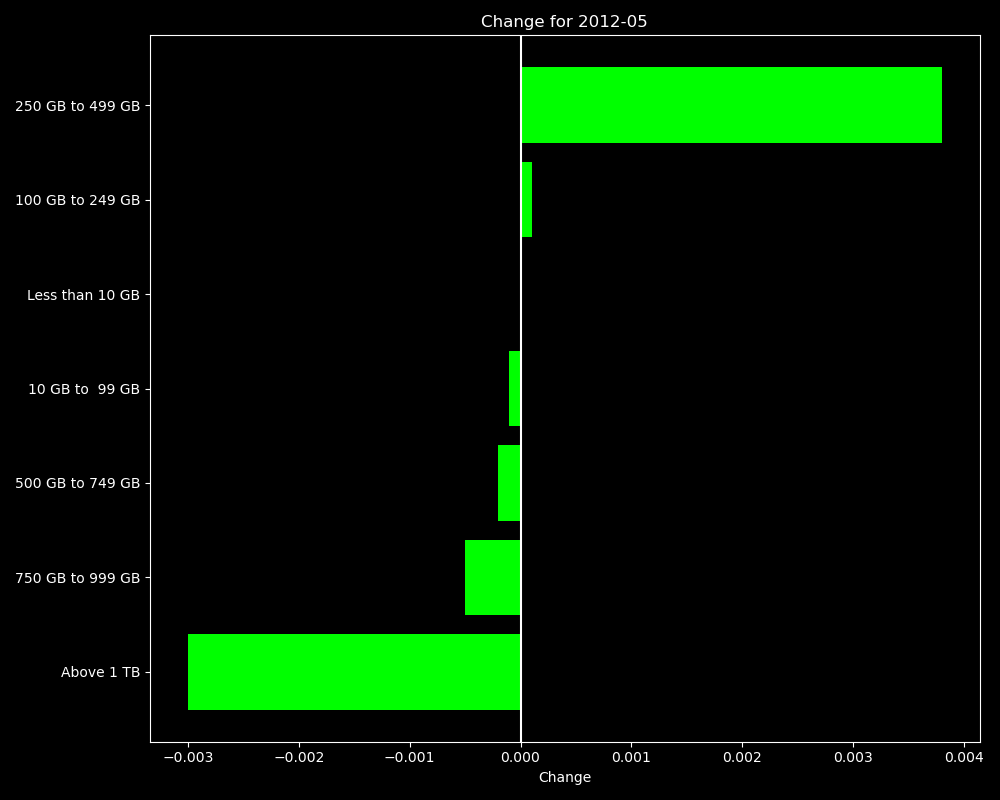 Change for 2012-05
250 GB to 499 GB
100 GB to 249 GB
Less than 10 GB
10 GB to  99 GB
500 GB to 749 GB
750 GB to 999 GB
Above 1 TB
−0.003 −0.002 −0.001 0.000 0.001 0.002 0.003 0.004
Change